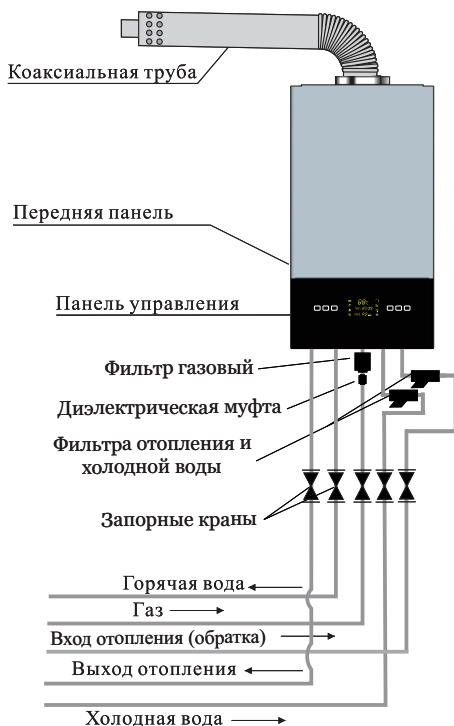 Коаксиальная труба
Передняя панель
Панель управления
Фильтр газовый
Диэлектрическая муфта
Фильтра отопления и
холодной воды
Запорные краны
Горячая вода
Газ
Вход отопления (обратка)
Выход отопления
Холодная вода